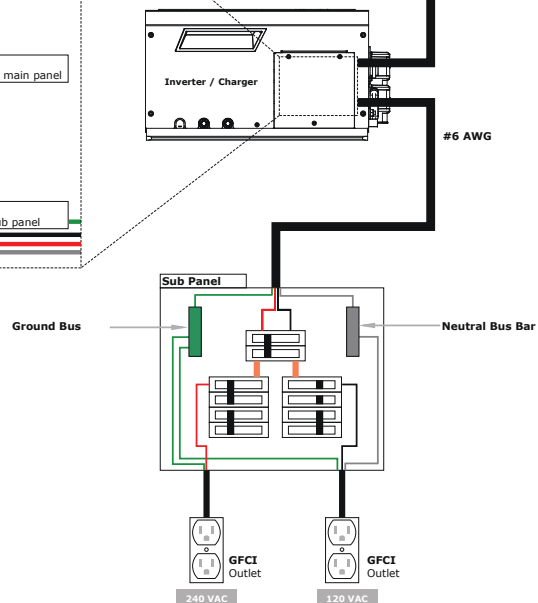 main panel
Inverter / Charger
#6 AWG
panel
Sub Panel
Ground Bus
Neutral Bus Bar
GFCI
Outlet
GFCI
Outlet
240 VAC
120 VAC